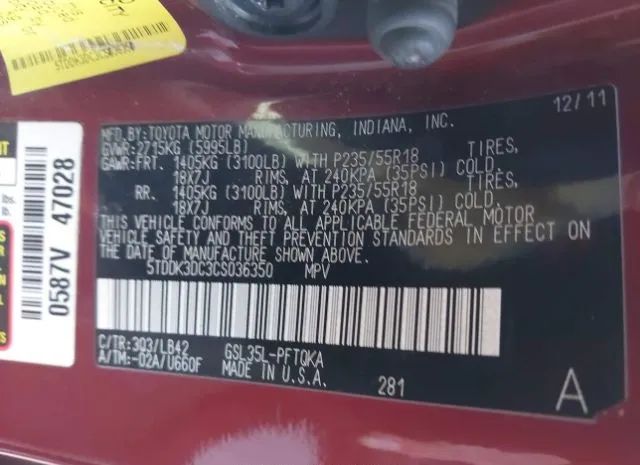 5TDDK3DC3CS036350
12/11
MFD.BY:TOYOTA MOTOR MANUFACTURING, INDIANA, INC.
GVWR:2715KG (5995LB)
GAWR:FRT. 1405KG (3100LB) WITH P235/55R18 TIRES,
18X7J RIMS, AT 240KPA (35PSI) COLD.
RR. 1405KG (3100LB) WITH P235/55R18 TIRES,
18X7J RIMS, AT 240KPA (35PSI) COLD.
THIS VEHICLE CONFORMS TO ALL APPLICABLE FEDERAL MOTOR
VEHICLE SAFETY AND THEFT PREVENTION STANDARDS IN EFFECT ON
THE DATE OF MANUFACTURE SHOWN ABOVE.
5TDDK3DC3CS036350 MPV
C/TR:3Q3/LB42 GSL35L-PFTQKA
A/TM:-02A/U660F MADE IN U.S.A.
281
A
0587V 47028
lbs.
lb.